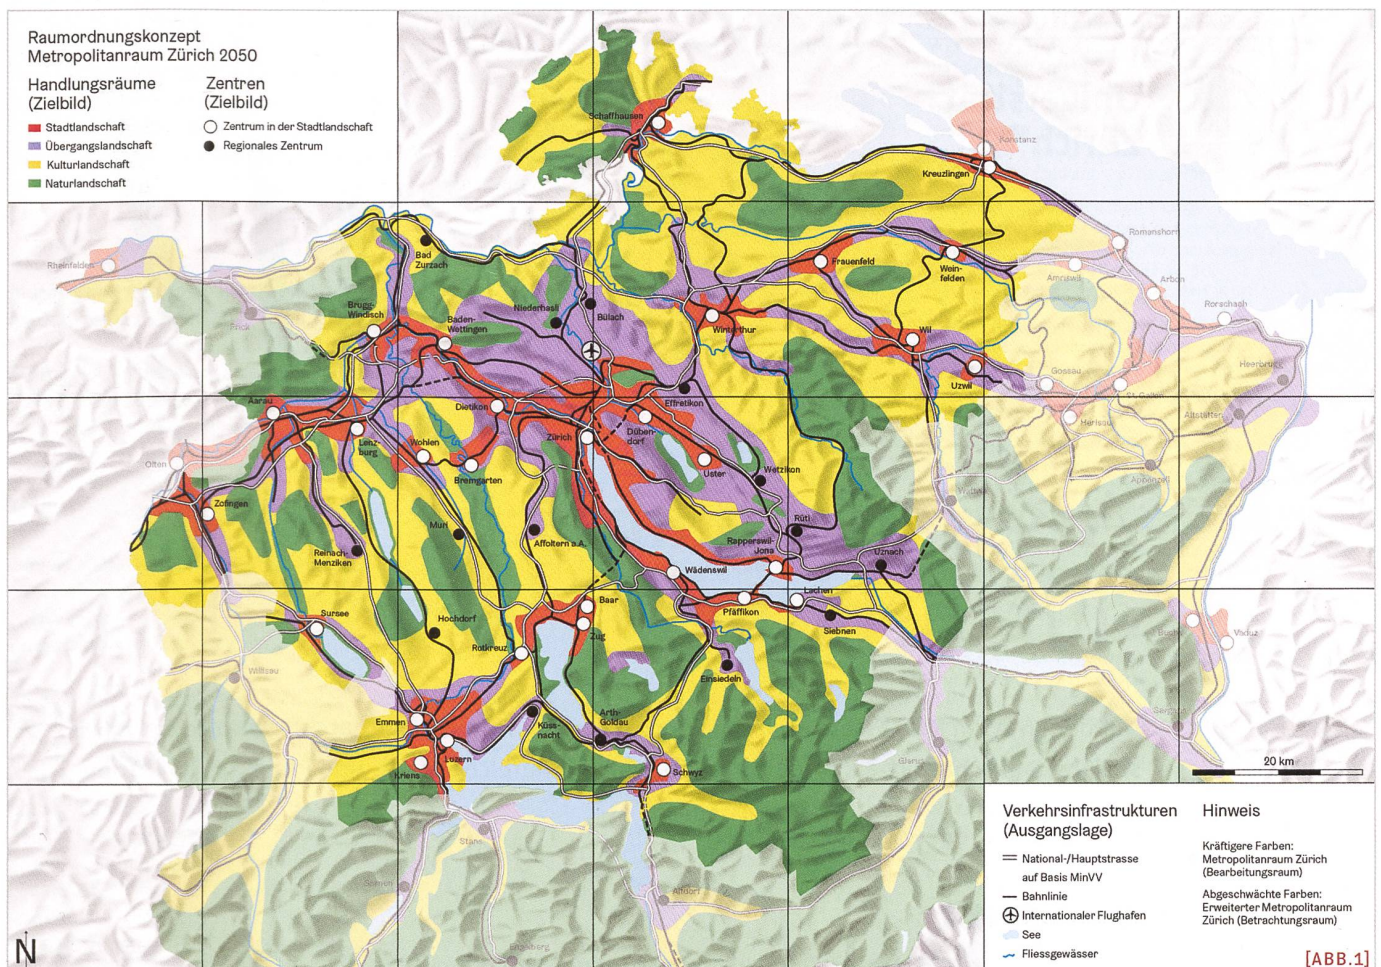 Raumordnungskonzept
Metropolitanraum Zürich 2050
Handlungsräume
(Zielbild)
Stadtlandschaft
Übergangslandschaft
Kulturlandschaft
Naturlandschaft
Zentren
(Zielbild)
Zentrum in der Stadtlandschaft
Regionales Zentrum
Schaffhausen
Konstanz
Kreuzlingen
Romanshorn
Rheinfelden
Bad
Zurzach
Frauenfeld
Wein-
felden
Amriswil
Arbon
Frick
Brugg-
Windisch
Baden-
Wettingen
Niederhasli
Bülach
Winterthur
Wil
Rorschach
Heerbrugg
Uzwil
Gossau
St. Gallen
Aarau
Dietikon
Effretikon
Altstätten
Herisau
Lenz-
burg
Wohlen
Zürich
Düben-
dorf
Olten
Bremgarten
Uster
Wetzikon
Appenzell
Wattwil
Zofingen
Muri
Affoltern a.A.
Rüti
Reinach-
Menziken
Rapperswil-
Jona
Uznach
Wädenswil
Baar
Lachen
Pfäffikon
Sursee
Hochdorf
Zug
Siebnen
Buchs
Vaduz
Rotkreuz
Willisau
Einsiedeln
Emmen
Küss-
nacht
Arth-
Goldau
Sargans
Luzern
Kriens
Schwyz
Glarus
20 km
Stans
Sarnen
Altdorf
Engelberg
N
Verkehrsinfrastrukturen
(Ausgangslage)
National-/Hauptstrasse
auf Basis MinVV
Bahnlinie
Internationaler Flughafen
See
Fliessgewässer
Hinweis
Kräftigere Farben:
Metropolitanraum Zürich
(Bearbeitungsraum)
Abgeschwächte Farben:
Erweiterter Metropolitanraum
Zürich (Betrachtungsraum)
[ABB.1]